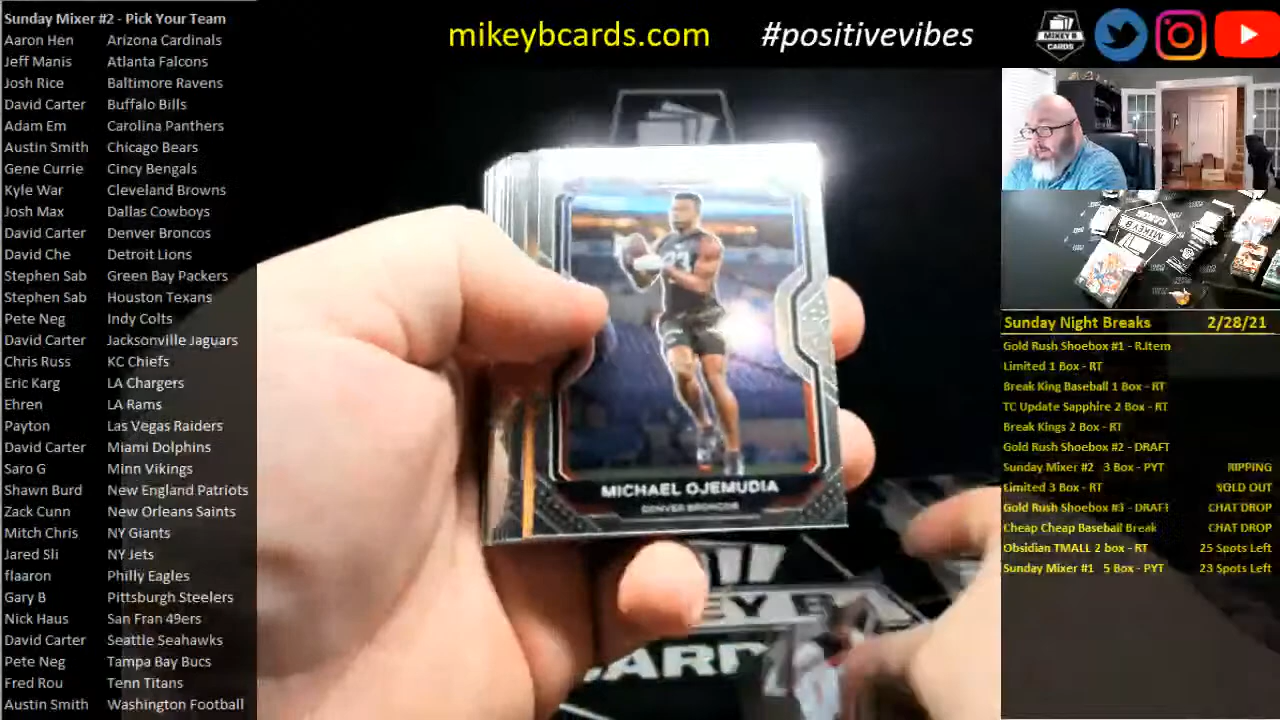 Sunday Mixer #2 - Pick Your Team
Aaron Hen Arizona Cardinals
Jeff Manis Atlanta Falcons
Josh Rice Baltimore Ravens
David Carter Buffalo Bills
Adam Em Carolina Panthers
Austin Smith Chicago Bears
Gene Currie Cincy Bengals
Kyle War Cleveland Browns
Josh Max Dallas Cowboys
David Carter Denver Broncos
David Che Detroit Lions
Stephen Sab Green Bay Packers
Stephen Sab Houston Texans
Pete Neg Indy Colts
David Carter Jacksonville Jaguars
Chris Russ KC Chiefs
Eric Karg LA Chargers
Ehren LA Rams
Payton Las Vegas Raiders
David Carter Miami Dolphins
Saro G Minn Vikings
Shawn Burd New England Patriots
Zack Cunn New Orleans Saints
Mitch Chris NY Giants
Jared Sli NY Jets
flaaron Philly Eagles
Gary B Pittsburgh Steelers
Nick Haus San Fran 49ers
David Carter Seattle Seahawks
Pete Neg Tampa Bay Bucs
Fred Rou Tenn Titans
Austin Smith Washington Football
mikeybcards.com #positivevibes
MIKEY B
CARDS
MICHAEL OJEMUDIA
DENVER BRONCOS
EY B
CARD
MIKEY B
Sunday Night Breaks 2/28/21
Gold Rush Shoebox #1 - R.Item
Limited 1 Box - RT
Break King Baseball 1 Box - RT
TC Update Sapphire 2 Box - RT
Break Kings 2 Box - RT
Gold Rush Shoebox #2 - DRAFT
Sunday Mixer #2 3 Box - PYT RIPPING
Limited 3 Box - RT SOLD OUT
Gold Rush Shoebox #3 - DRAFT CHAT DROP
Cheap Cheap Baseball Break CHAT DROP
Obsidian TMALL 2 box - RT 25 Spots Left
Sunday Mixer #1 5 Box - PYT 23 Spots Left